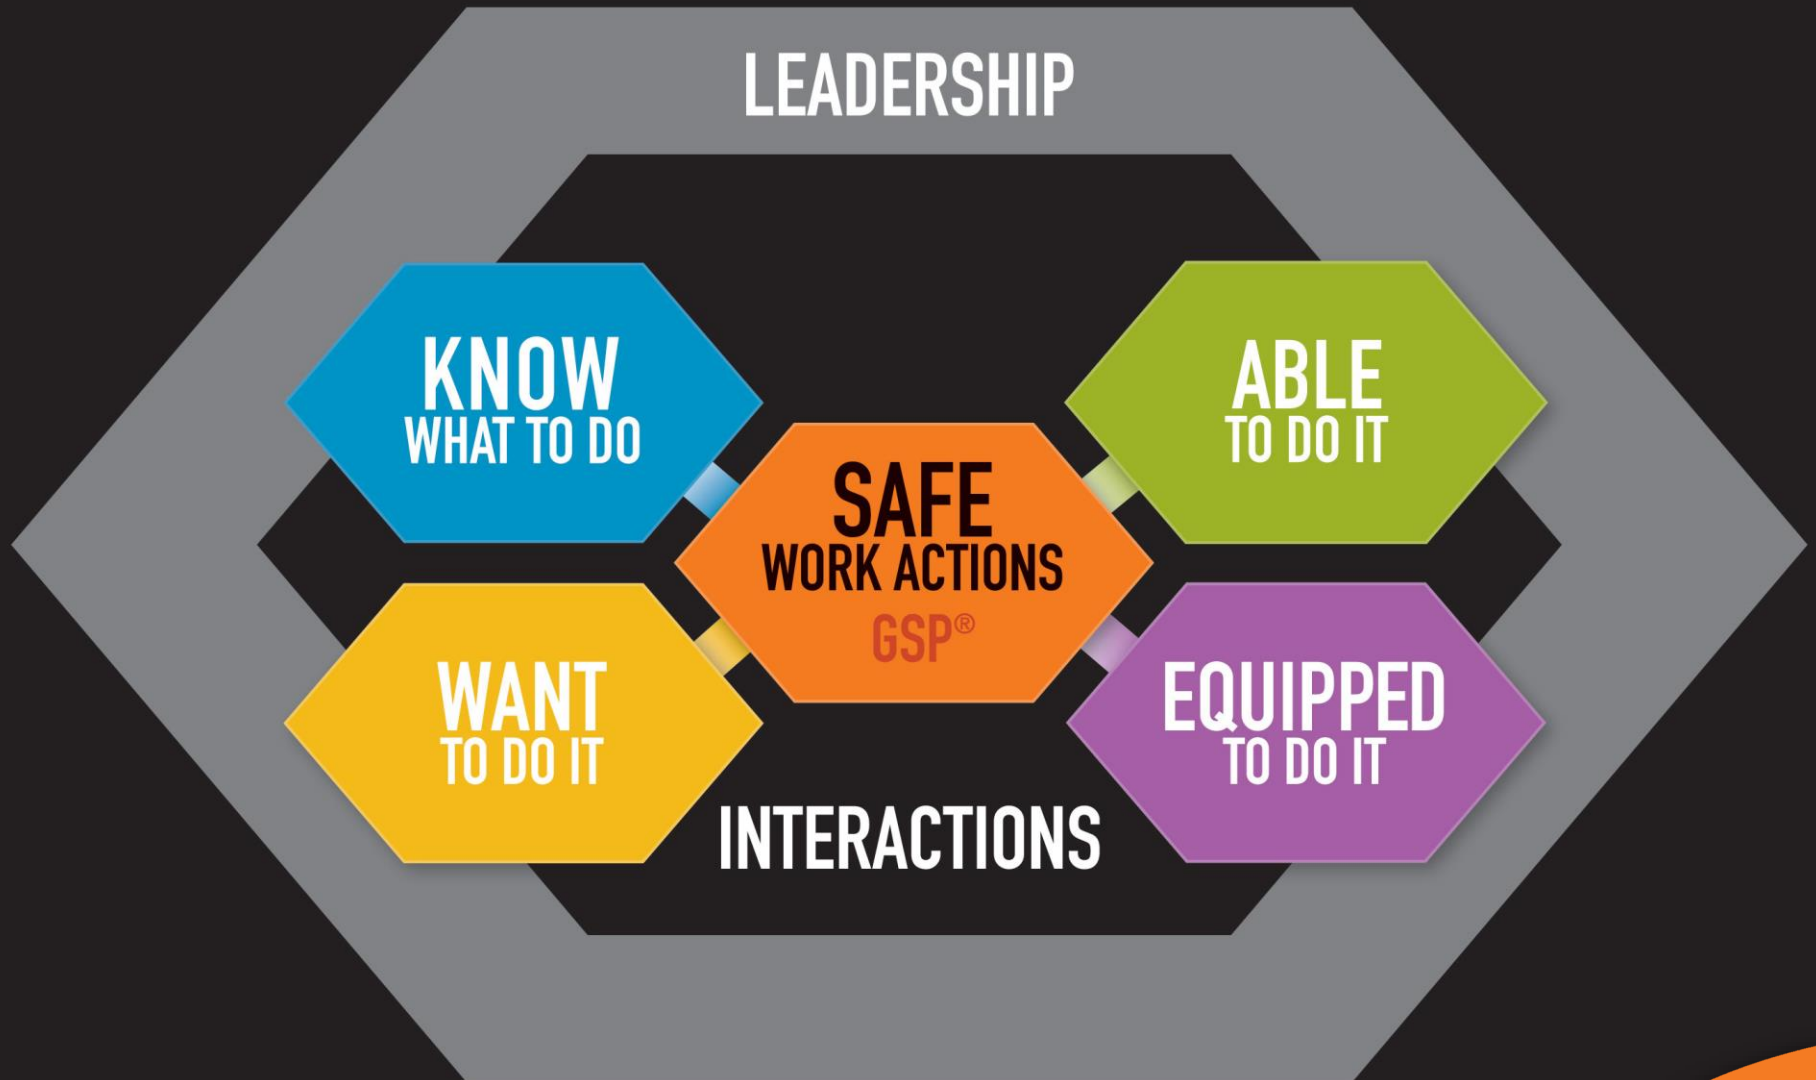 LEADERSHIP
KNOW
WHAT TO DO
ABLE
TO DO IT
SAFE
WORK ACTIONS
GSP®
WANT
TO DO IT
EQUIPPED
TO DO IT
INTERACTIONS